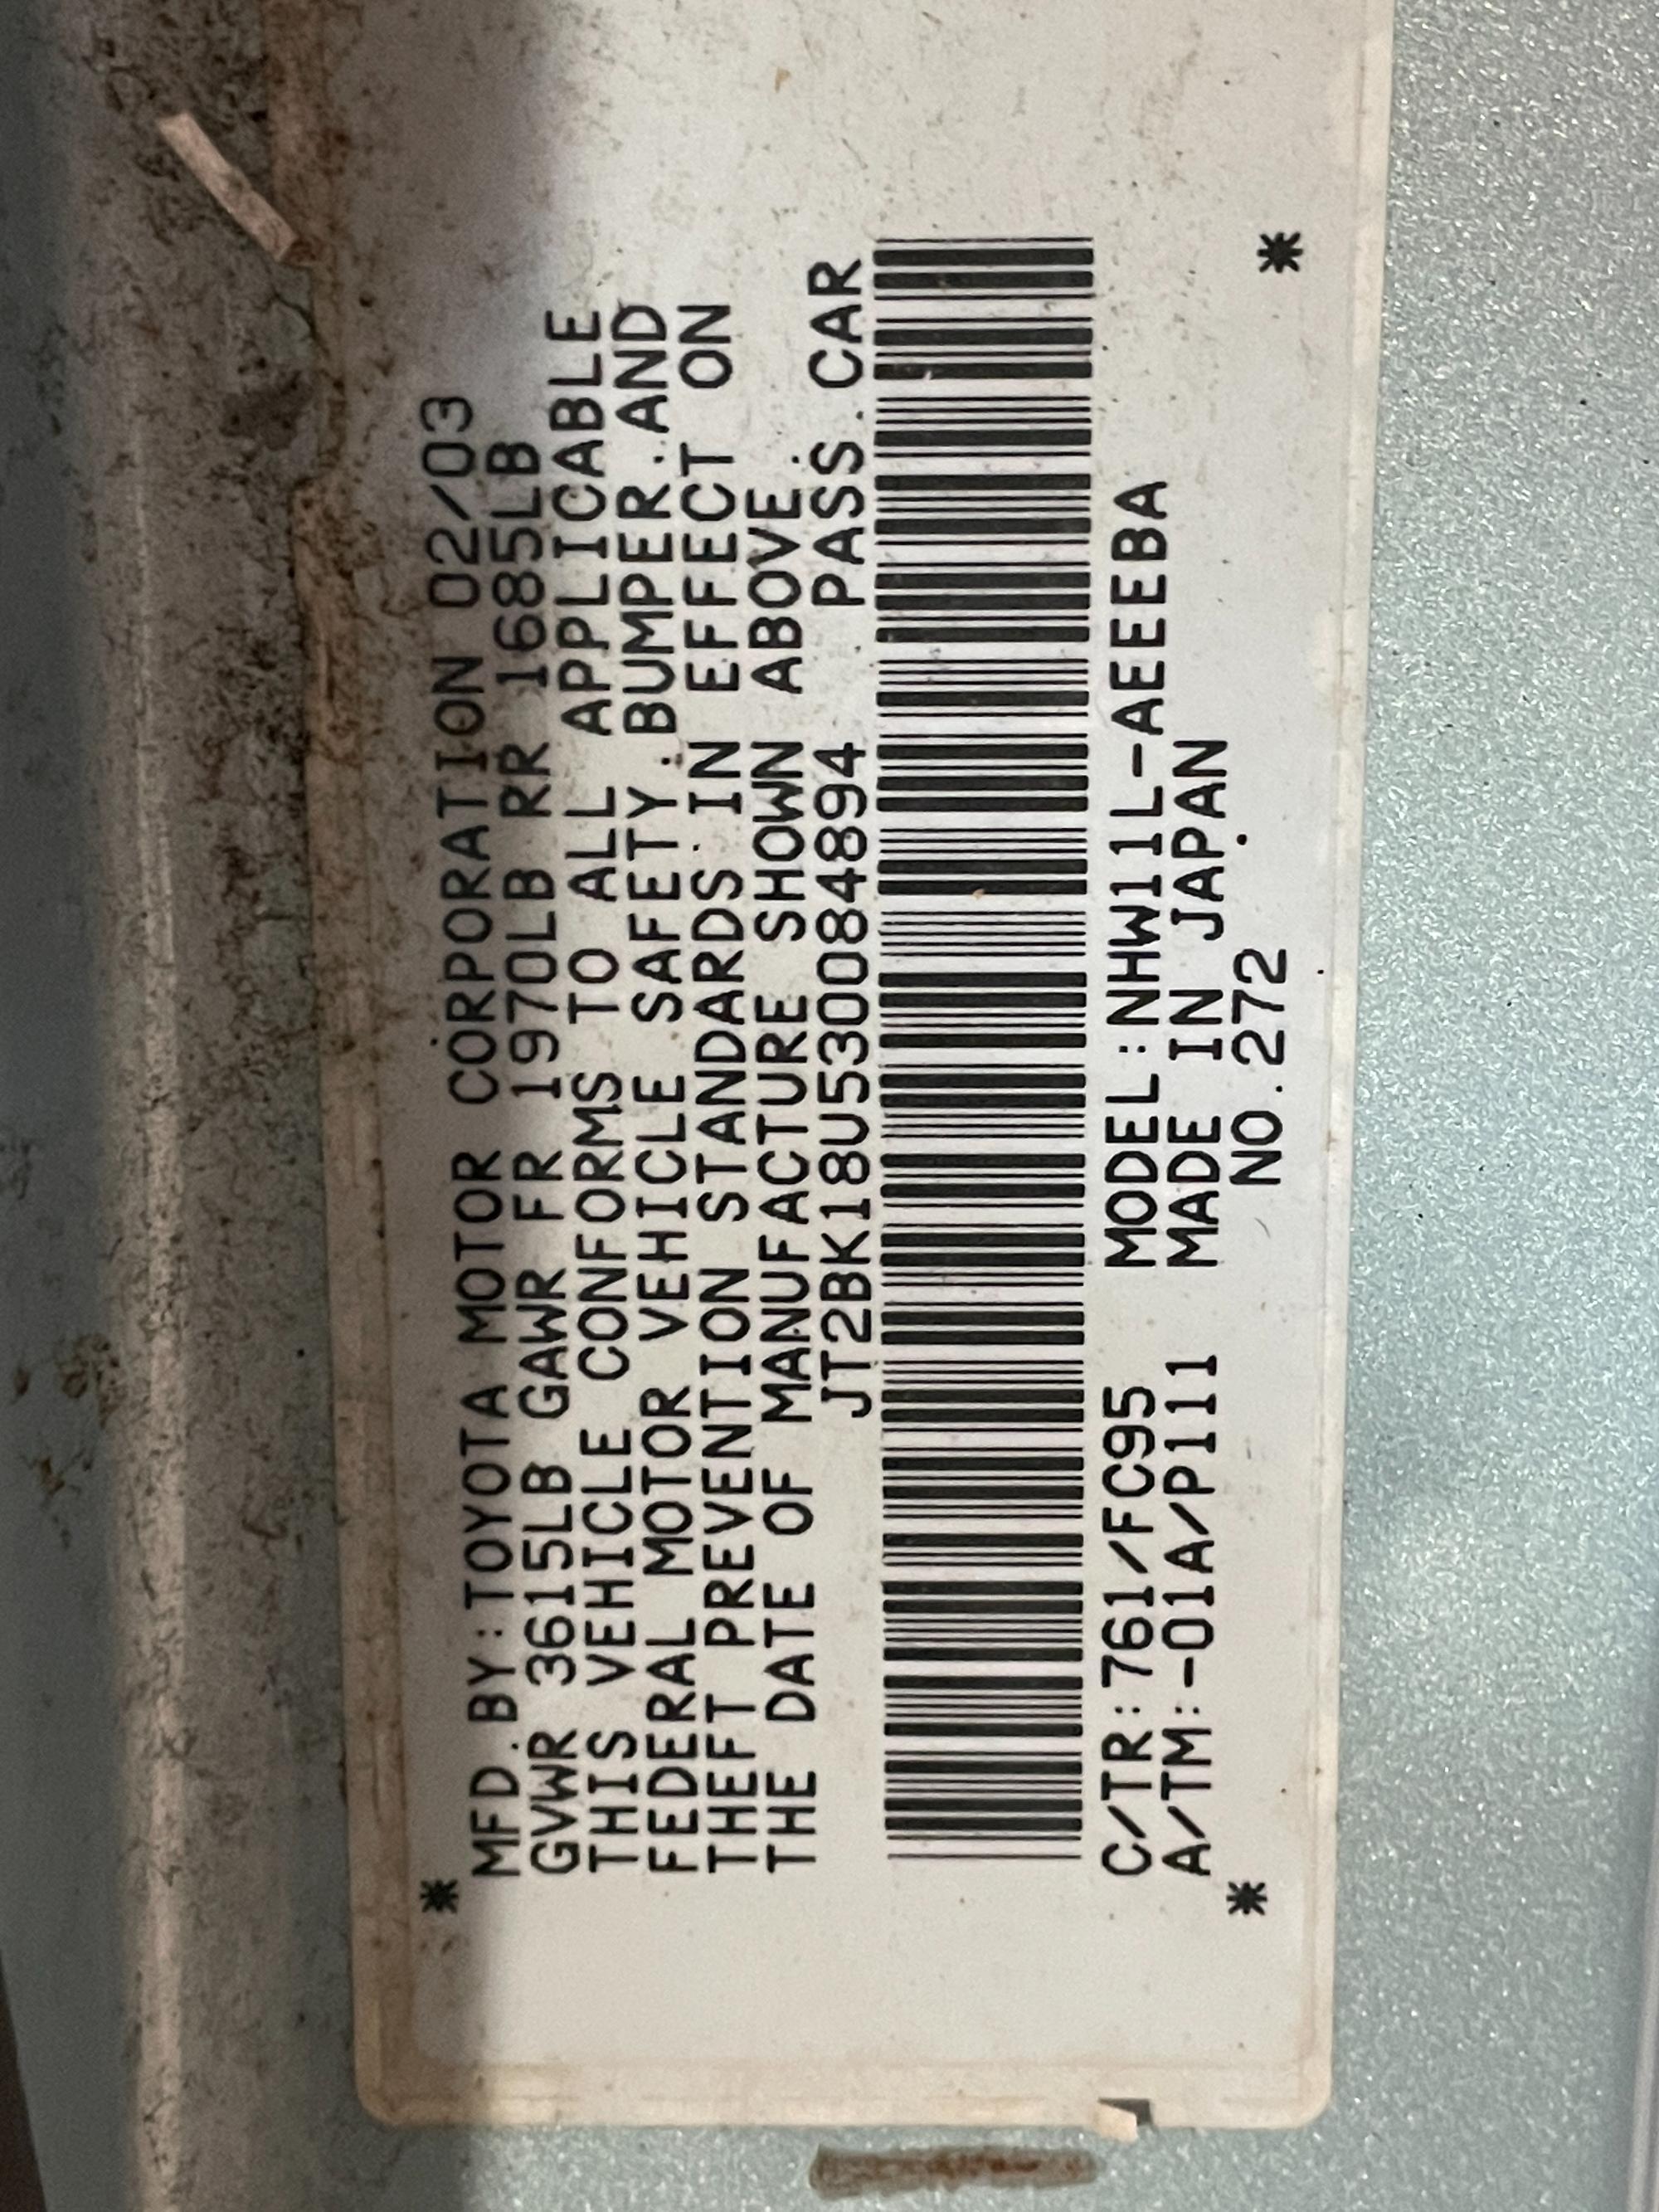 MFD.BY:TOYOTA MOTOR CORPORATION 02/03
GVWR 3615LB GAWR FR 1970LB RR 1685LB
THIS VEHICLE CONFORMS TO ALL APPLICABLE
FEDERAL MOTOR VEHICLE SAFETY.BUMPER.AND
THEFT PREVENTION STANDARDS IN EFFECT ON
THE DATE OF MANUFACTURE SHOWN ABOVE.
JT2BK18U530084894 PASS.CAR
C/TR:761/FC95 MODEL:NHW11L-AEEEBA
A/TM:-01A/P111 MADE IN JAPAN
NO.272